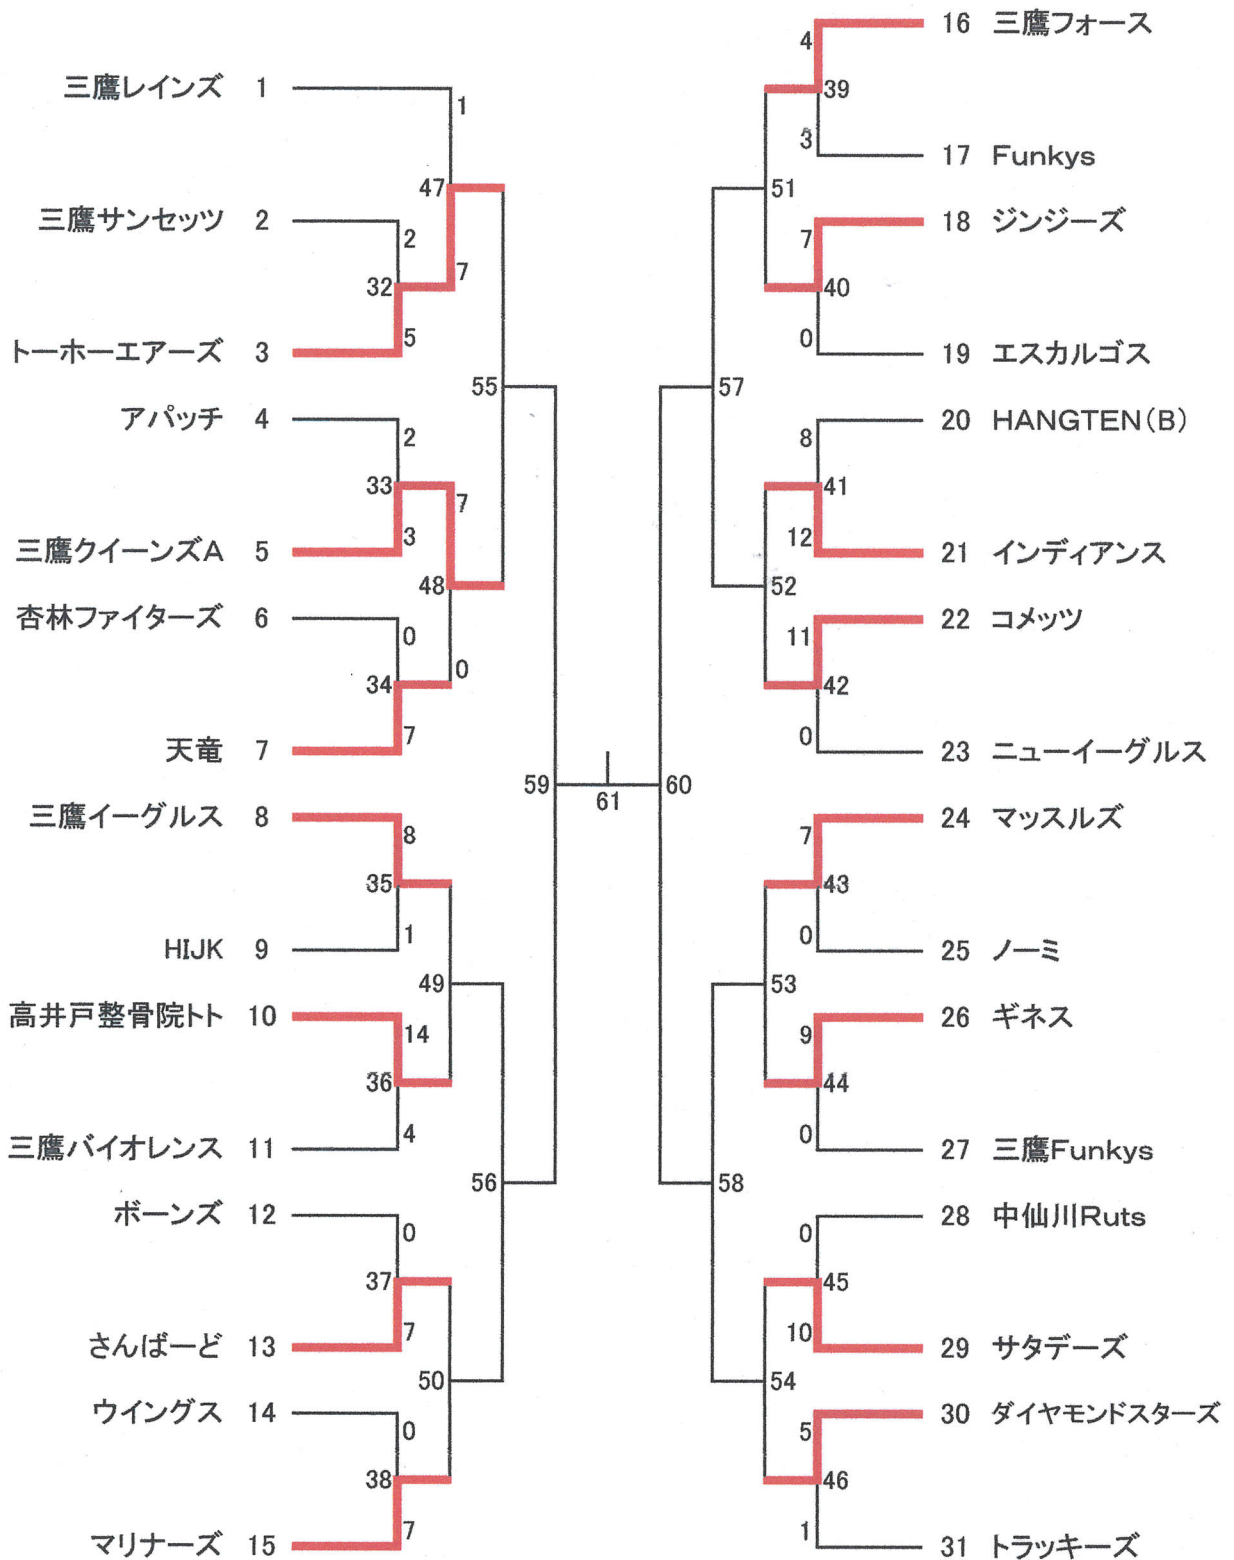 三鷹レインズ 1
1
47
三鷹サンセッツ 2
2
32
7
5
トーホーエアーズ 3
55
アパッチ 4
2
33
7
3
三鷹クイーンズA 5
48
杏林ファイターズ 6
0
34
0
7
天竜 7
59
61
三鷹イーグルス 8
8
35
1
HIJK 9
49
高井戸整骨院トト 10
14
36
4
三鷹バイオレンス 11
56
ボーンズ 12
0
37
7
さんばーど 13
50
ウイングス 14
0
38
7
マリナーズ 15
16 三鷹フォース
4
39
3
17 Funkys
51
18 ジンジーズ
7
40
0
19 エスカルゴス
57
20 HANGTEN(B)
8
41
12
21 インディアンス
52
22 コメッツ
11
42
0
23 ニューイーグルス
60
24 マッスルズ
7
43
0
25 ノーミ
53
26 ギネス
9
44
0
27 三鷹Funkys
58
28 中仙川Ruts
0
45
10
29 サタデーズ
54
30 ダイヤモンドスターズ
5
46
1
31 トラッキーズ